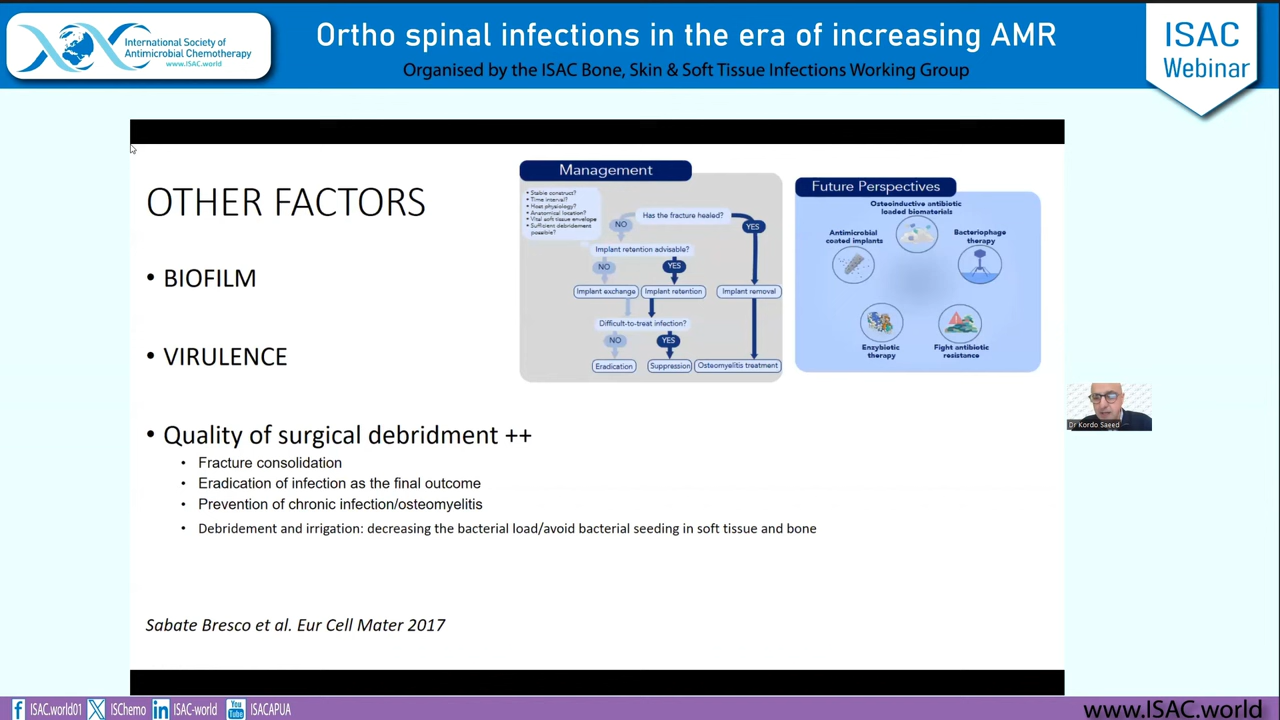 International Society of
Antimicrobial Chemotherapy
www.ISAC.world
Ortho spinal infections in the era of increasing AMR
Organised by the ISAC Bone, Skin & Soft Tissue Infections Working Group
ISAC
Webinar
OTHER FACTORS
• BIOFILM
• VIRULENCE
• Quality of surgical debridment ++
• Fracture consolidation
• Eradication of infection as the final outcome
• Prevention of chronic infection/osteomyelitis
• Debridement and irrigation: decreasing the bacterial load/avoid bacterial seeding in soft tissue and bone
Sabate Bresco et al. Eur Cell Mater 2017
Management
• Stable construct?
• Time interval?
• Host physiology?
• Anatomical location?
• Vital soft tissue envelope
• Sufficient debridement
possible?
Has the fracture healed?
NO
YES
Implant retention advisable?
NO
YES
Implant exchange
Implant retention
Implant removal
Difficult-to-treat infection?
NO
YES
Eradication
Suppression
Osteomyelitis treatment
Future Perspectives
Osteoinductive antibiotic
loaded biomaterials
Antimicrobial
coated implants
Bacteriophage
therapy
Enzybiotic
therapy
Fight antibiotic
resistance
Dr Kordo Saeed
ISAC.world01
ISChemo
ISAC-world
You
Tube
ISACAPUA
www.ISAC.world